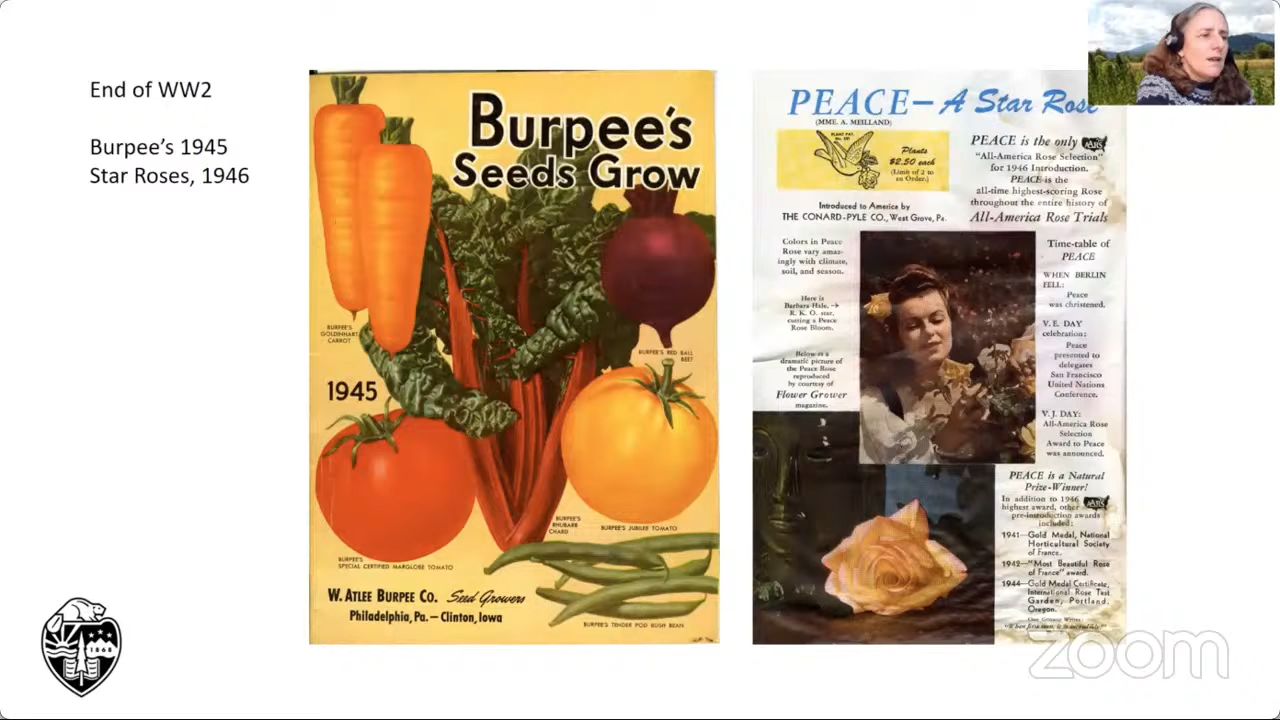 End of WW2
Burpee's 1945
Star Roses, 1946
Burpee's
Seeds Grow
BURPEE'S
GOLDINHART
CARROT
BURPEE'S RED BALL
BEET
1945
BURPEE'S
RHUBARB
CHARD
BURPEE'S JUBILEE TOMATO
BURPEE'S
SPECIAL CERTIFIED MARGLOBE TOMATO
W. ATLEE BURPEE CO. Seed Growers
Philadelphia, Pa. — Clinton, Iowa
BURPEE'S TENDER POD BUSH BEAN
PEACE — A Star Rose
(MME. A. MEILLAND)
PLANT PAT.
Plants
$2.50 each
(Limit of 2 to
an Order.)
Introduced to America by
THE CONARD-PYLE CO., West Grove, Pa.
PEACE is the only AARS
"All-America Rose Selection"
for 1946 Introduction.
PEACE is the
all-time highest-scoring Rose
throughout the entire history of
All-America Rose Trials
Colors in Peace
Rose vary amaz-
ingly with climate,
soil, and season.
Here is
Barbara Hale, →
R. K. O. star,
cutting a Peace
Rose Bloom.
Below is a
dramatic picture of
the Peace Rose
reproduced
by courtesy of
Flower Grower
magazine.
Time-table of
PEACE
WHEN BERLIN
FELL:
Peace
was christened.
V. E. DAY
celebration:
Peace
presented to
delegates
San Francisco
United Nations
Conference.
V. J. DAY:
All-America Rose
Selection
Award to Peace
was announced.
PEACE is a Natural
Prize-Winner!
In addition to 1946
highest award, other AARS
pre-introduction awards
included:
1941—Gold Medal, National
Horticultural Society
of France.
1942—"Most Beautiful Rose
of France" award.
1944—Gold Medal Certificate,
International Rose Test
Garden, Portland,
Oregon.
1868
zoom